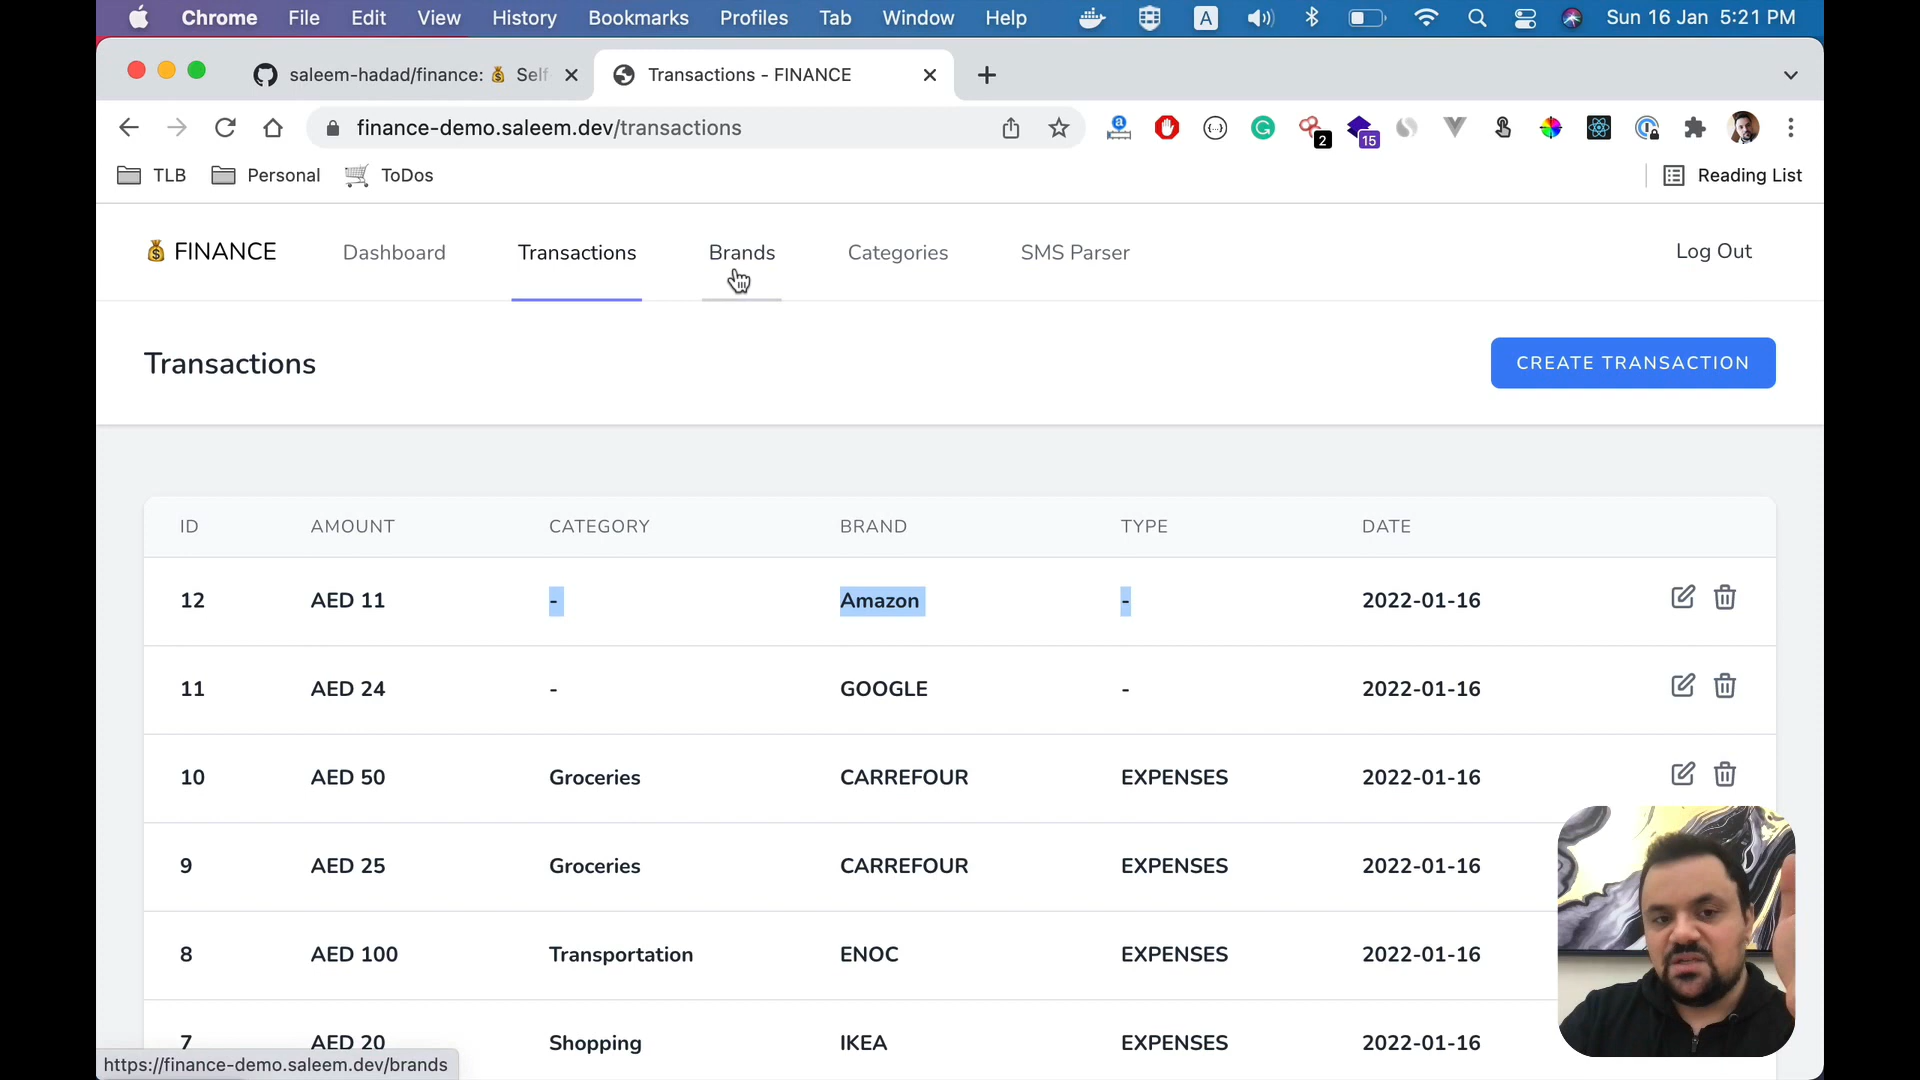 Chrome File Edit View History Bookmarks Profiles Tab Window Help A Sun 16 Jan 5:21 PM
saleem-hadad/finance: 💰 Self Transactions - FINANCE
finance-demo.saleem.dev/transactions 2 15
TLB Personal ToDos Reading List
💰 FINANCE Dashboard Transactions Brands Categories SMS Parser Log Out
Transactions CREATE TRANSACTION
ID AMOUNT CATEGORY BRAND TYPE DATE
12 AED 11 - Amazon - 2022-01-16
11 AED 24 - GOOGLE - 2022-01-16
10 AED 50 Groceries CARREFOUR EXPENSES 2022-01-16
9 AED 25 Groceries CARREFOUR EXPENSES 2022-01-16
8 AED 100 Transportation ENOC EXPENSES 2022-01-16
7 AED 20 Shopping IKEA EXPENSES 2022-01-16
https://finance-demo.saleem.dev/brands